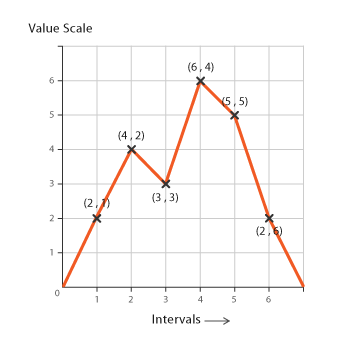 Value Scale
(6 , 4)
6
(5 , 5)
5
(4 , 2)
4
(3 , 3)
3
(2 , 1)
2
(2 , 6)
1
0
1 2 3 4 5 6
Intervals →